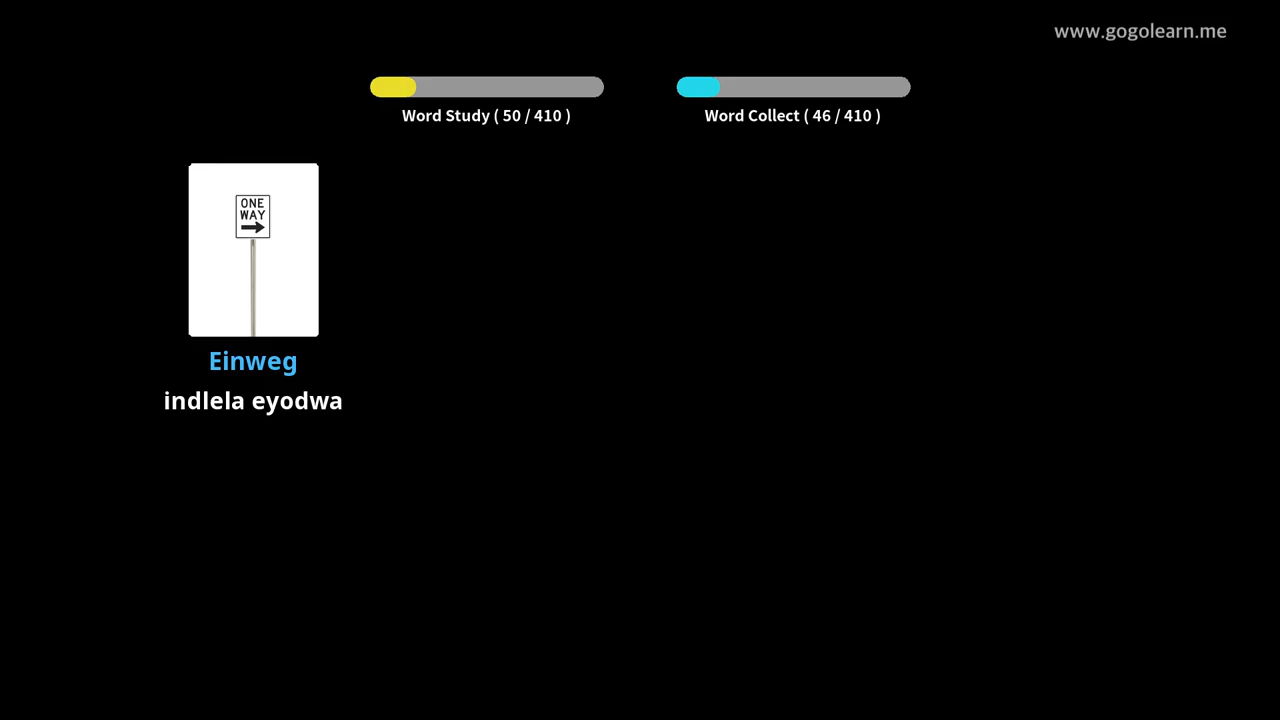 www.gogolearn.me
Word Study ( 50 / 410 )
Word Collect ( 46 / 410 )
ONE
WAY
Einweg
indlela eyodwa